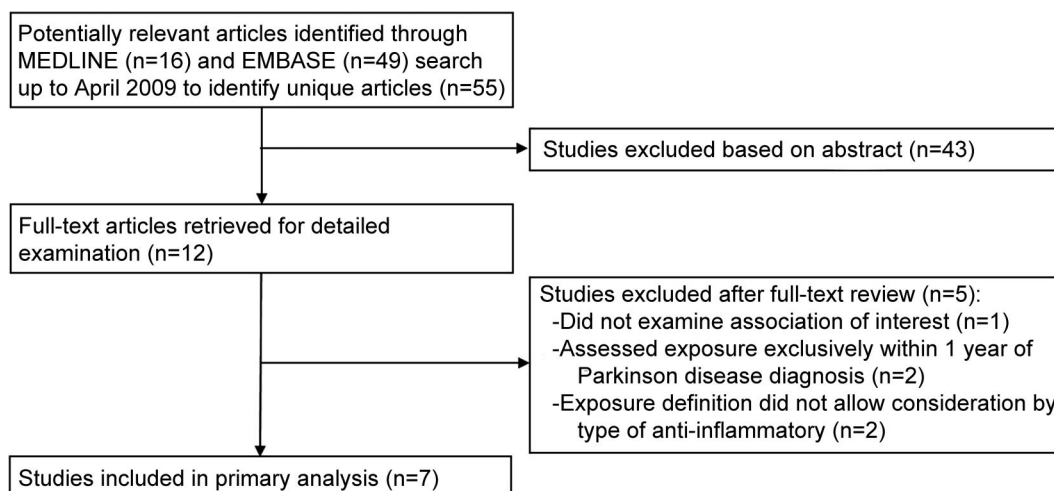 Potentially relevant articles identified through
MEDLINE (n=16) and EMBASE (n=49) search
up to April 2009 to identify unique articles (n=55)
Studies excluded based on abstract (n=43)
Full-text articles retrieved for detailed
examination (n=12)
Studies excluded after full-text review (n=5):
-Did not examine association of interest (n=1)
-Assessed exposure exclusively within 1 year of
Parkinson disease diagnosis (n=2)
-Exposure definition did not allow consideration by
type of anti-inflammatory (n=2)
Studies included in primary analysis (n=7)